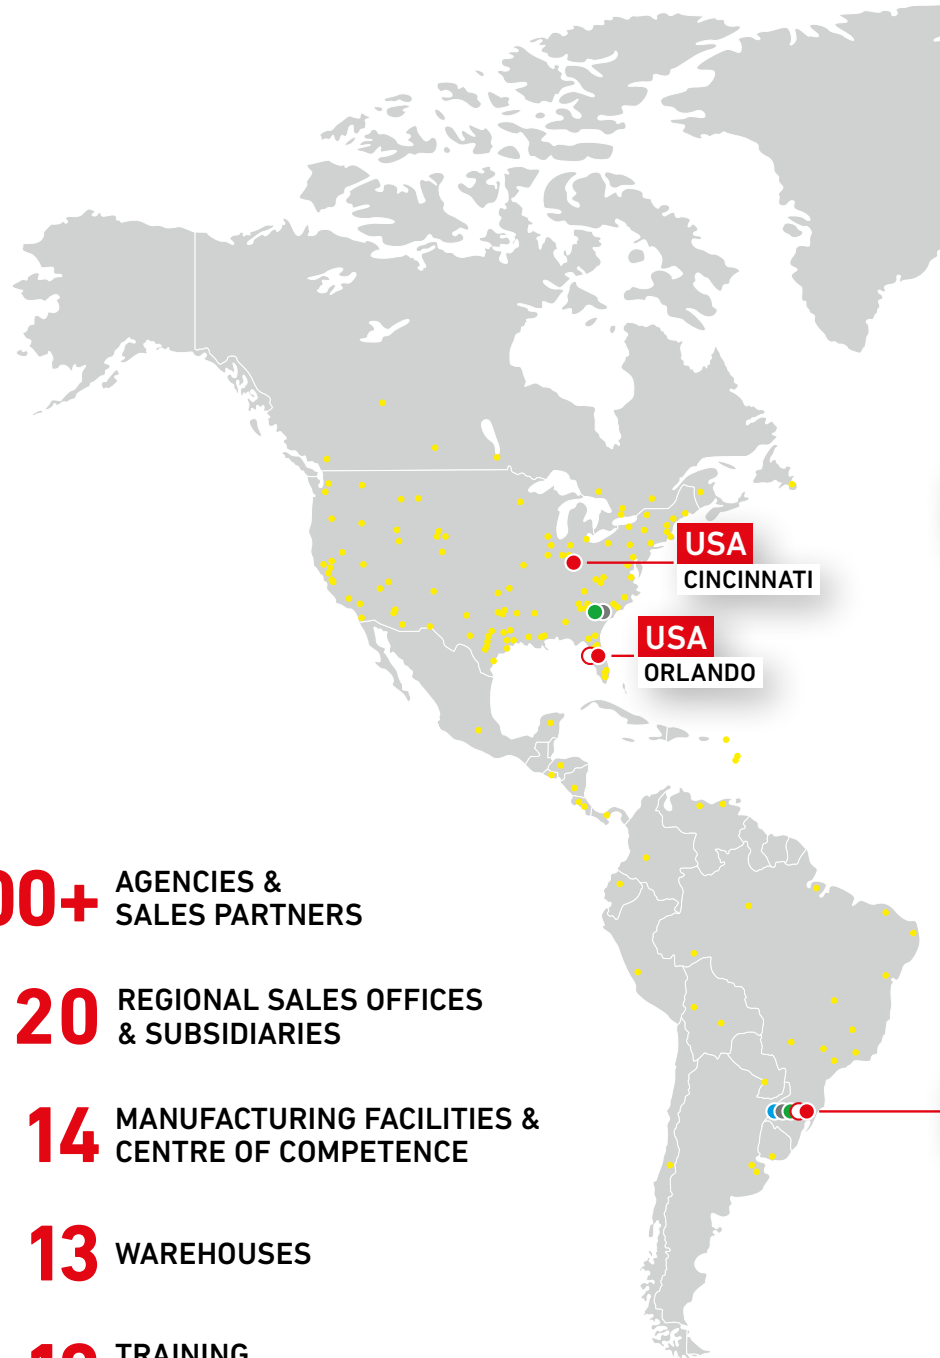 USA
CINCINNATI
USA
ORLANDO
00+ AGENCIES &
SALES PARTNERS
20 REGIONAL SALES OFFICES
& SUBSIDIARIES
14 MANUFACTURING FACILITIES &
CENTRE OF COMPETENCE
13 WAREHOUSES
TRAINING